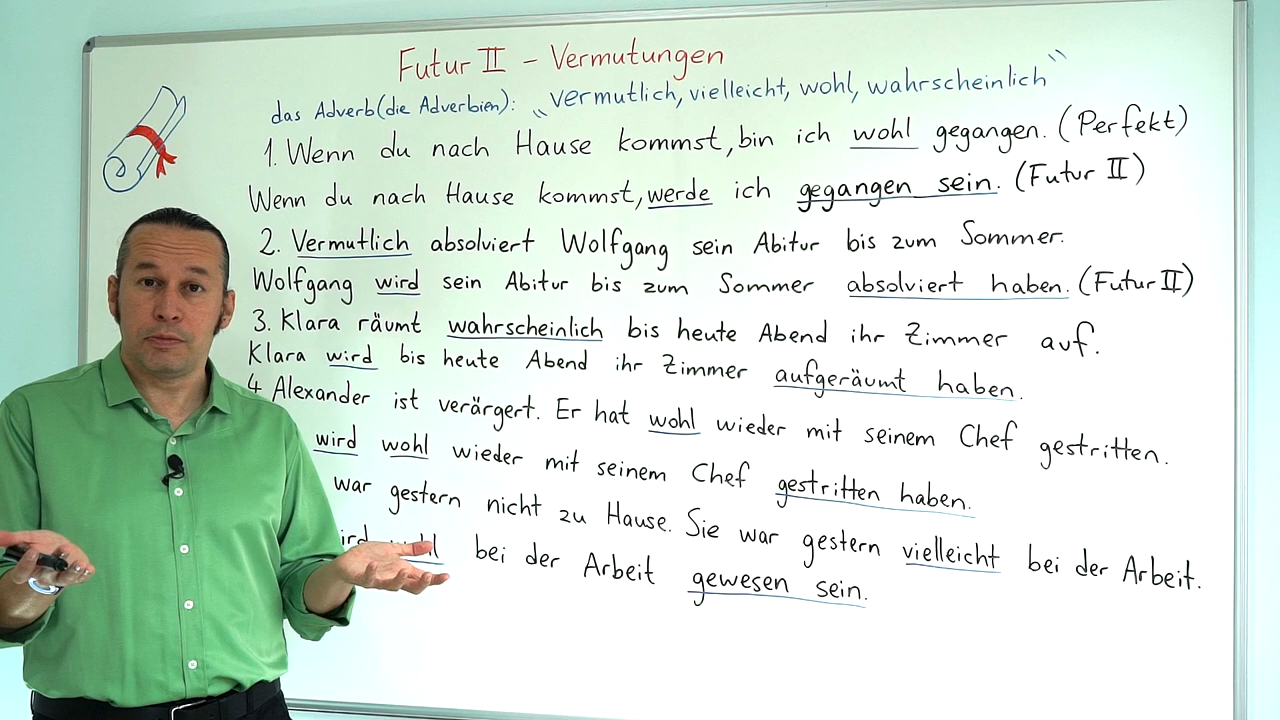 Futur II - Vermutungen
das Adverb (die Adverbien): "vermutlich, vielleicht, wohl, wahrscheinlich"
1. Wenn du nach Hause kommst, bin ich wohl gegangen. (Perfekt)
Wenn du nach Hause kommst, werde ich gegangen sein. (Futur II)
2. Vermutlich absolviert Wolfgang sein Abitur bis zum Sommer.
Wolfgang wird sein Abitur bis zum Sommer absolviert haben. (Futur II)
3. Klara räumt wahrscheinlich bis heute Abend ihr Zimmer auf.
Klara wird bis heute Abend ihr Zimmer aufgeräumt haben.
4 Alexander ist verärgert. Er hat wohl wieder mit seinem Chef gestritten.
wird wohl wieder mit seinem Chef gestritten haben.
war gestern nicht zu Hause. Sie war gestern vielleicht bei der Arbeit.
bei der Arbeit gewesen sein.